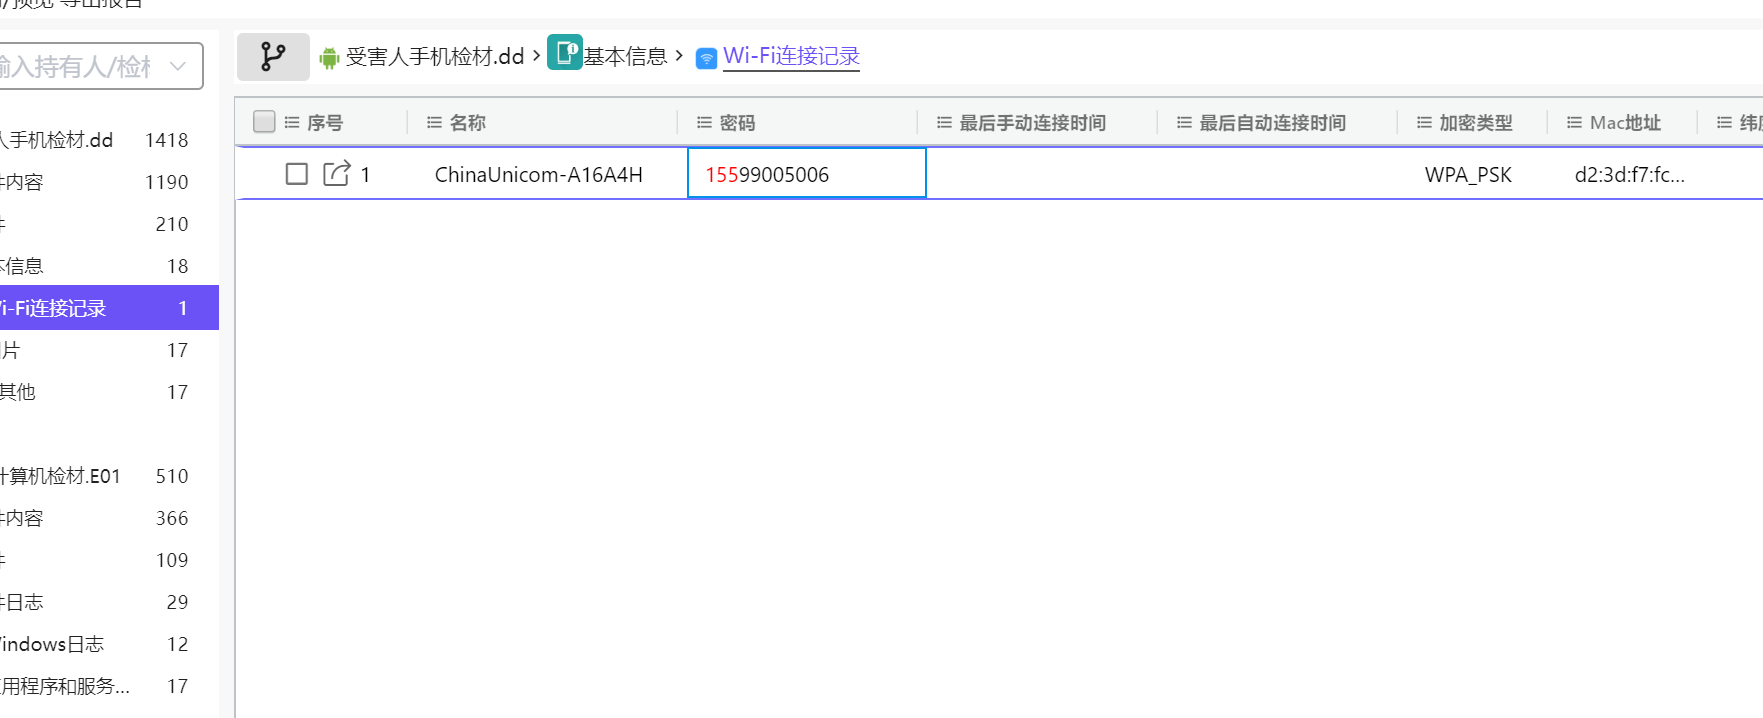 /预览 导出报告
输入持有人/检材
受害人手机检材.dd > 基本信息 > Wi-Fi连接记录
序号 名称 密码 最后手动连接时间 最后自动连接时间 加密类型 Mac地址 纬度
1 ChinaUnicom-A16A4H 15599005006 WPA_PSK d2:3d:f7:fc...
人手机检材.dd 1418
件内容 1190
件 210
本信息 18
Wi-Fi连接记录 1
图片 17
其他 17
计算机检材.E01 510
件内容 366
件 109
件日志 29
Windows日志 12
应用程序和服务... 17